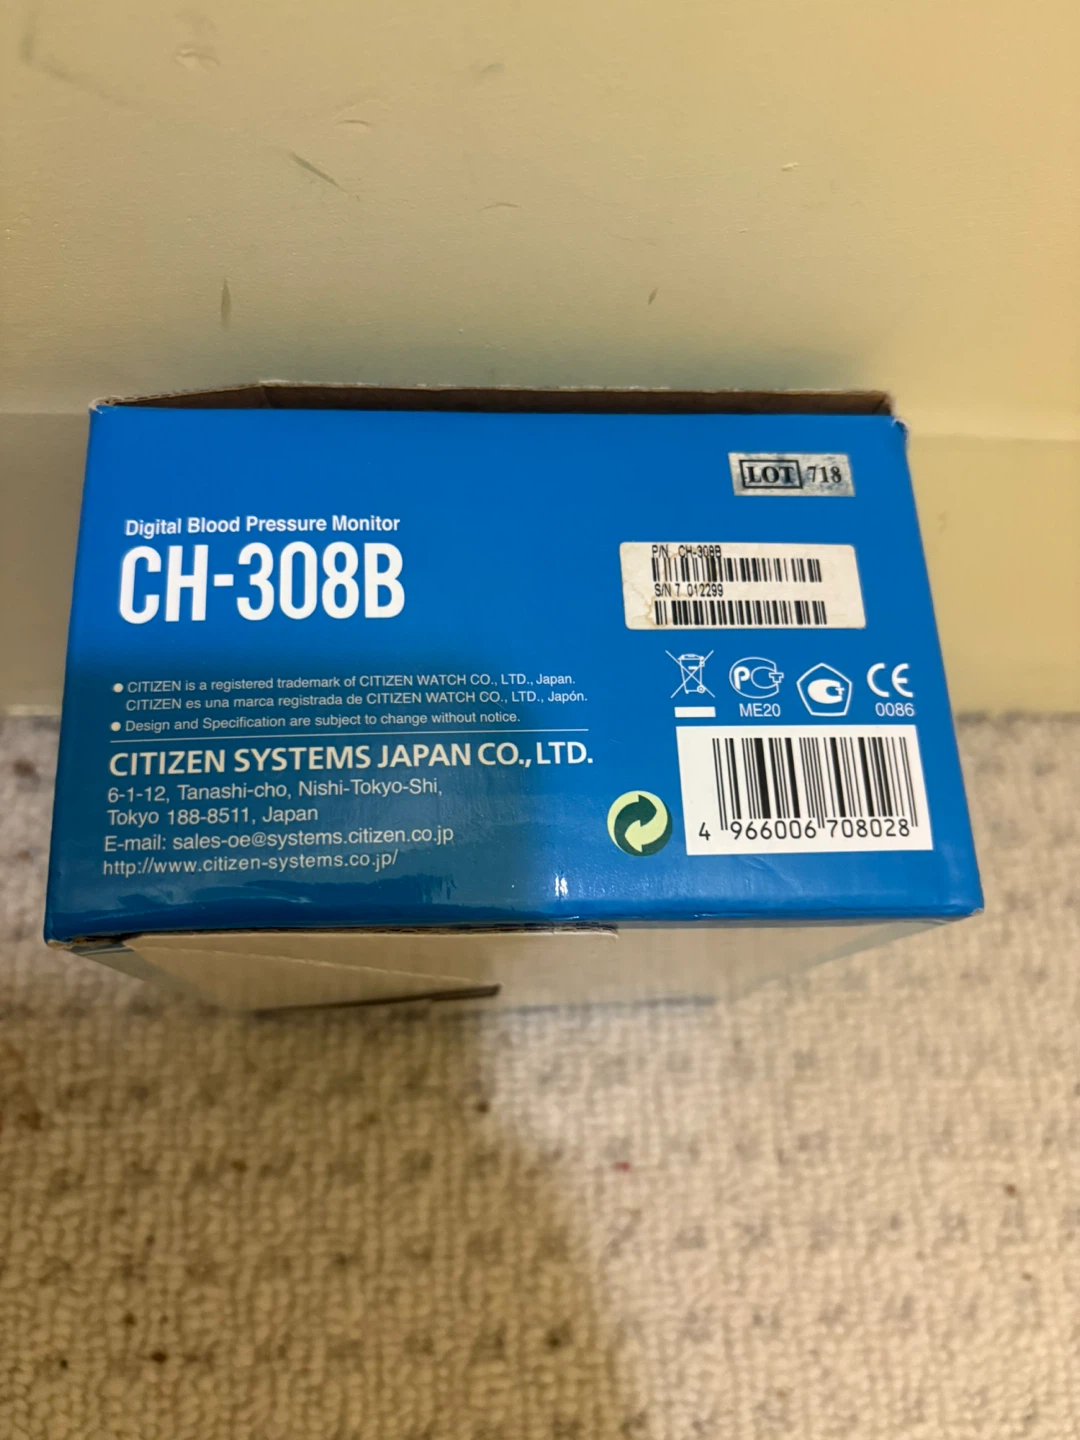 LOT 718
Digital Blood Pressure Monitor
CH-308B
P/N CH-308B
S/N 7 012299
● CITIZEN is a registered trademark of CITIZEN WATCH CO., LTD., Japan.
CITIZEN es una marca registrada de CITIZEN WATCH CO., LTD., Japón.
● Design and Specification are subject to change without notice.
CITIZEN SYSTEMS JAPAN CO., LTD.
6-1-12, Tanashi-cho, Nishi-Tokyo-Shi,
Tokyo 188-8511, Japan
E-mail: sales-oe@systems.citizen.co.jp
http://www.citizen-systems.co.jp/
PCT
ME20
CE
0086
4 966006 708028